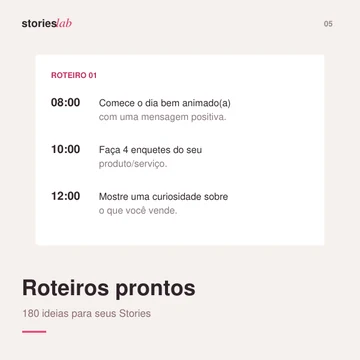 storieslab
05
ROTEIRO 01
08:00 Comece o dia bem animado(a)
com uma mensagem positiva.
10:00 Faça 4 enquetes do seu
produto/serviço.
12:00 Mostre uma curiosidade sobre
o que você vende.
Roteiros prontos
180 ideias para seus Stories